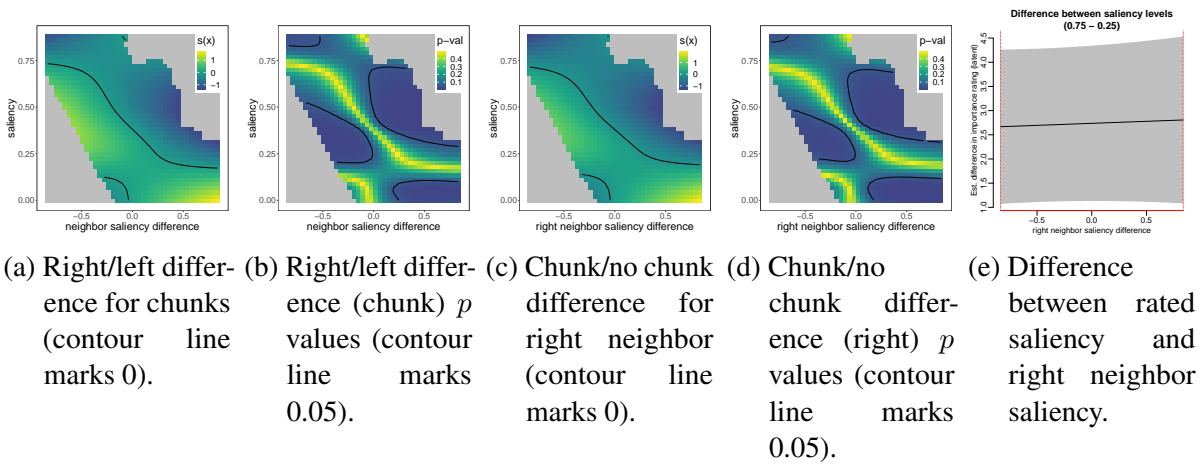 s(x)
1
0
−1
0.75
0.50
0.25
0.00
saliency
−0.5 0.0 0.5
neighbor saliency difference
p−val
0.4
0.3
0.2
0.1
0.75
0.50
0.25
0.00
saliency
−0.5 0.0 0.5
neighbor saliency difference
s(x)
1
0
−1
0.75
0.50
0.25
0.00
saliency
−0.5 0.0 0.5
right neighbor saliency difference
p−val
0.4
0.3
0.2
0.1
0.75
0.50
0.25
0.00
saliency
−0.5 0.0 0.5
right neighbor saliency difference
Difference between saliency levels
(0.75 − 0.25)
Est. difference in importance rating (latent)
4.5
4.0
3.5
3.0
2.5
2.0
1.5
1.0
−0.5 0.0 0.5
right neighbor saliency difference
(a) Right/left differ-
ence for chunks
(contour line
marks 0).
(b) Right/left differ-
ence (chunk) p
values (contour
line marks
0.05).
(c) Chunk/no chunk
difference for
right neighbor
(contour line
marks 0).
(d) Chunk/no
chunk differ-
ence (right) p
values (contour
line marks
0.05).
(e) Difference
between rated
saliency and
right neighbor
saliency.